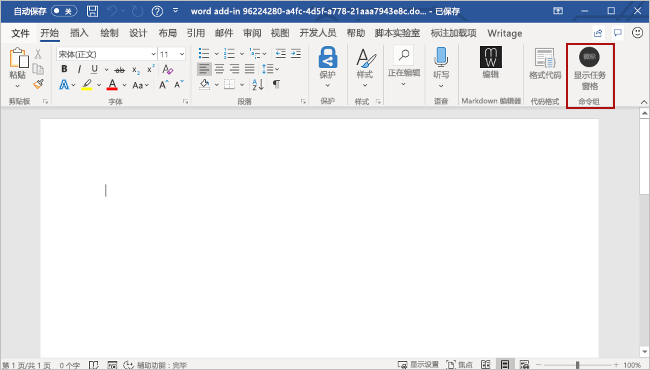 自动保存 关 word add-in 96224280-a4fc-4d5f-a778-21aaa7943e8c.do... - 已保存
文件 开始 插入 绘制 设计 布局 引用 邮件 审阅 视图 开发人员 帮助 脚本实验室 标注加载项 Writage
宋体(正文) 11
粘贴
B I U ab x₂ x²
A A Aa A A
保护 样式 正在编辑 听写 编辑 格式代码 显示任务窗格
剪贴板 字体 段落 保护 样式 语音 Markdown 编辑器 代码格式 命令组
第 1 页/共 1 页 0 个字 辅助功能: 完毕 显示设置 焦点 100%